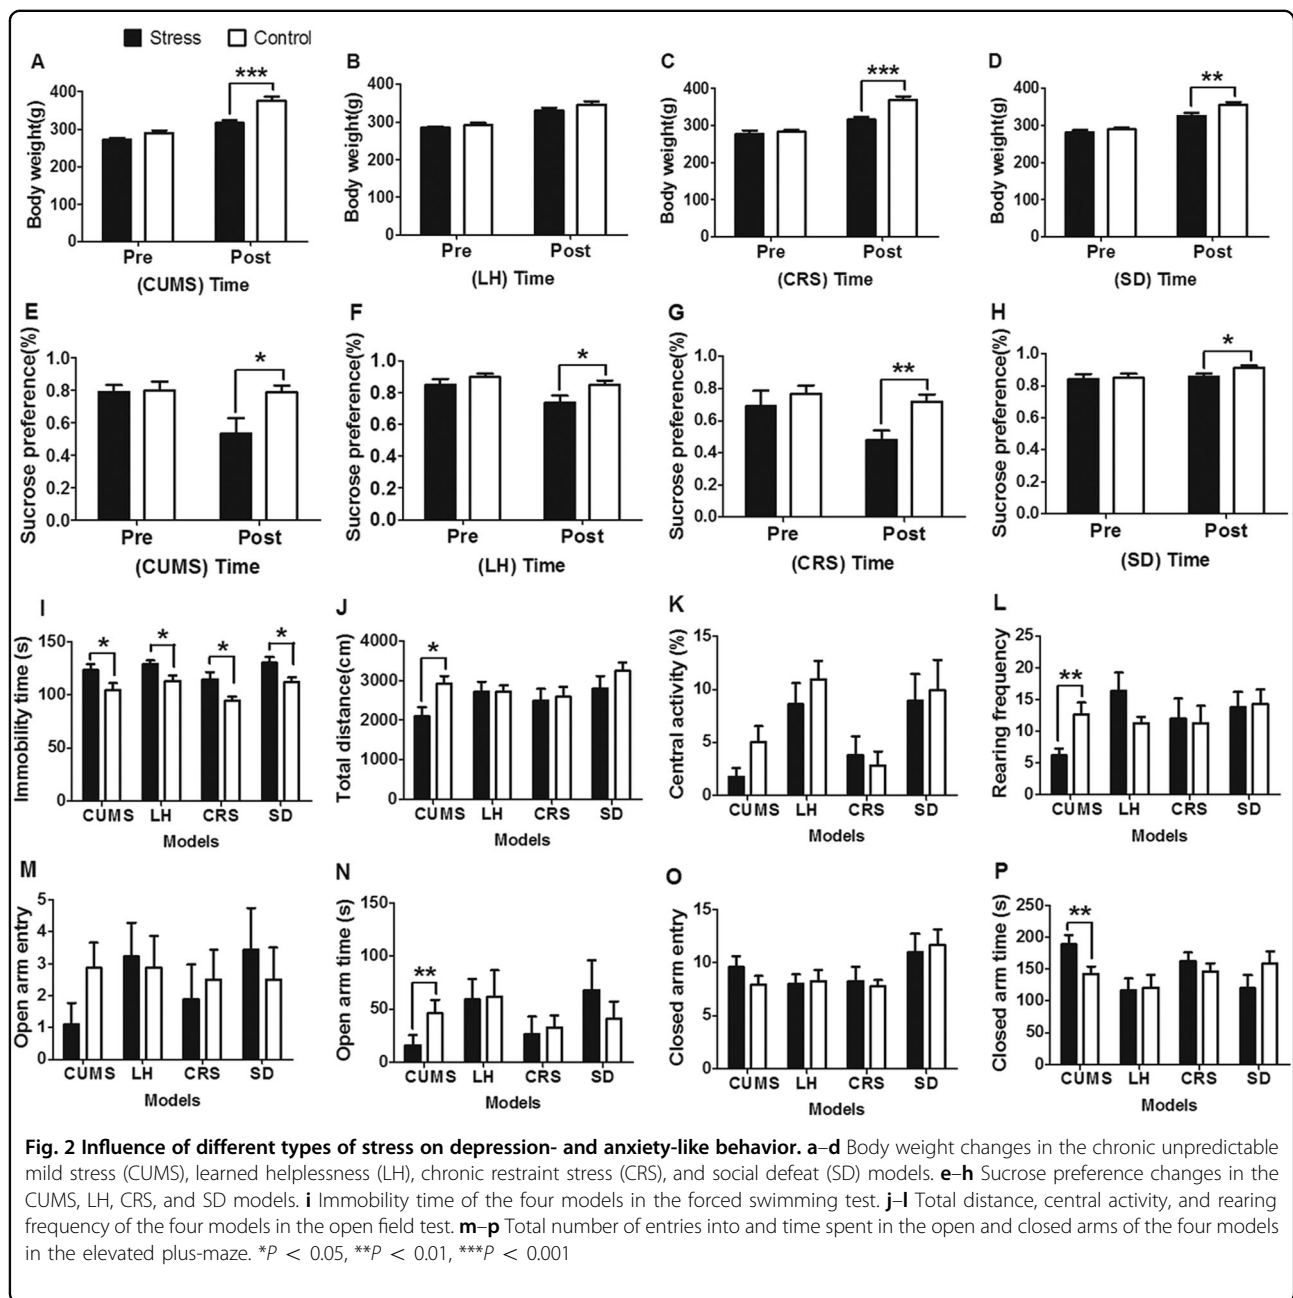 Stress Control
A
Body weight(g)
400
300
200
100
0
***
Pre Post
(CUMS) Time
B
Body weight(g)
400
300
200
100
0
Pre Post
(LH) Time
C
Body weight(g)
400
300
200
100
0
***
Pre Post
(CRS) Time
D
Body weight(g)
400
300
200
100
0
**
Pre Post
(SD) Time
E
Sucrose preference(%)
1.0
0.8
0.6
0.4
0.2
0.0
*
Pre Post
(CUMS) Time
F
Sucrose preference(%)
1.0
0.8
0.6
0.4
0.2
0.0
*
Pre Post
(LH) Time
G
Sucrose preference(%)
1.0
0.8
0.6
0.4
0.2
0.0
**
Pre Post
(CRS) Time
H
Sucrose preference(%)
1.0
0.8
0.6
0.4
0.2
0.0
*
Pre Post
(SD) Time
I
Immobility time (s)
150
100
50
0
* * * *
CUMS LH CRS SD
Models
J
Total distance(cm)
4000
3000
2000
1000
0
*
CUMS LH CRS SD
Models
K
Central activity (%)
15
10
5
0
CUMS LH CRS SD
Models
L
Rearing frequency
25
20
15
10
5
0
**
CUMS LH CRS SD
Models
M
Open arm entry
5
4
3
2
1
0
CUMS LH CRS SD
Models
N
Open arm time (s)
150
100
50
0
**
CUMS LH CRS SD
Models
O
Closed arm entry
15
10
5
0
CUMS LH CRS SD
Models
P
Closed arm time (s)
250
200
150
100
50
0
**
CUMS LH CRS SD
Models
Fig. 2 Influence of different types of stress on depression- and anxiety-like behavior. a–d Body weight changes in the chronic unpredictable
mild stress (CUMS), learned helplessness (LH), chronic restraint stress (CRS), and social defeat (SD) models. e–h Sucrose preference changes in the
CUMS, LH, CRS, and SD models. i Immobility time of the four models in the forced swimming test. j–l Total distance, central activity, and rearing
frequency of the four models in the open field test. m–p Total number of entries into and time spent in the open and closed arms of the four models
in the elevated plus-maze. *P < 0.05, **P < 0.01, ***P < 0.001